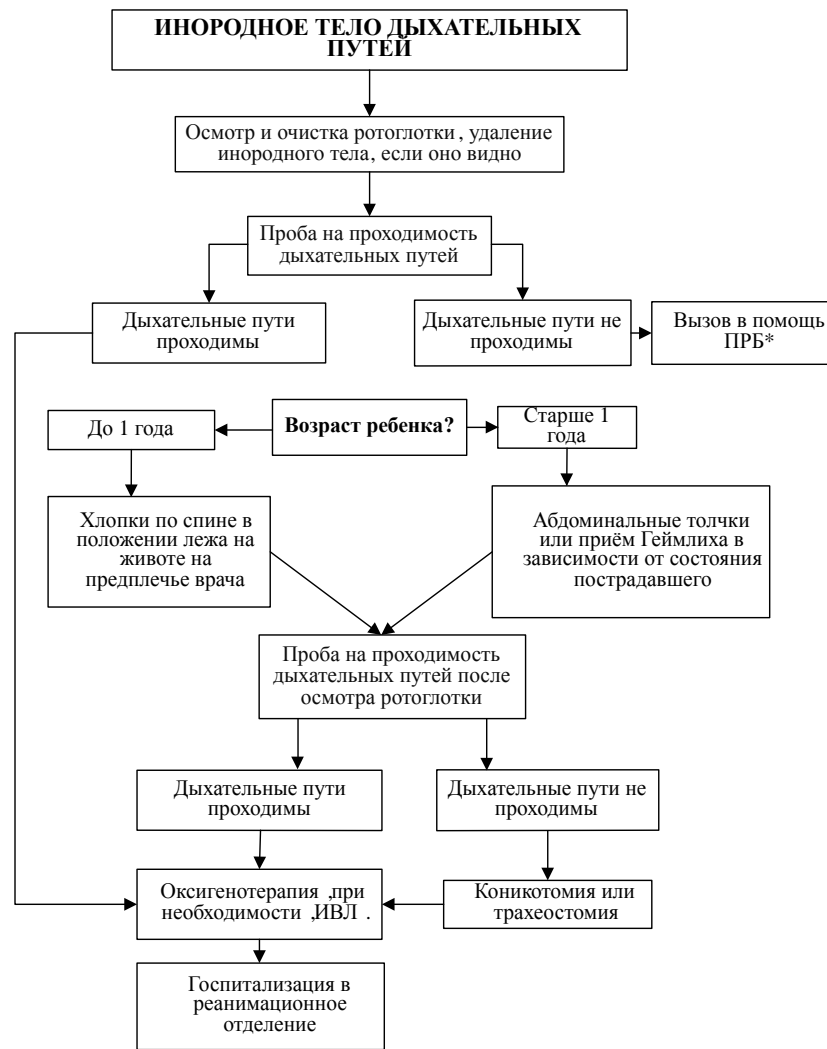 ИНОРОДНОЕ ТЕЛО ДЫХАТЕЛЬНЫХ
ПУТЕЙ
Осмотр и очистка ротоглотки, удаление
инородного тела, если оно видно
Проба на проходимость
дыхательных путей
Дыхательные пути
проходимы
Дыхательные пути не
проходимы
Вызов в помощь
ПРБ*
До 1 года
Возраст ребенка?
Старше 1
года
Хлопки по спине в
положении лежа на
животе на
предплечье врача
Абдоминальные толчки
или приём Геймлиха в
зависимости от состояния
пострадавшего
Проба на проходимость
дыхательных путей после
осмотра ротоглотки
Дыхательные пути
проходимы
Дыхательные пути не
проходимы
Оксигенотерапия ,при
необходимости ,ИВЛ .
Коникотомия или
трахеостомия
Госпитализация в
реанимационное
отделение